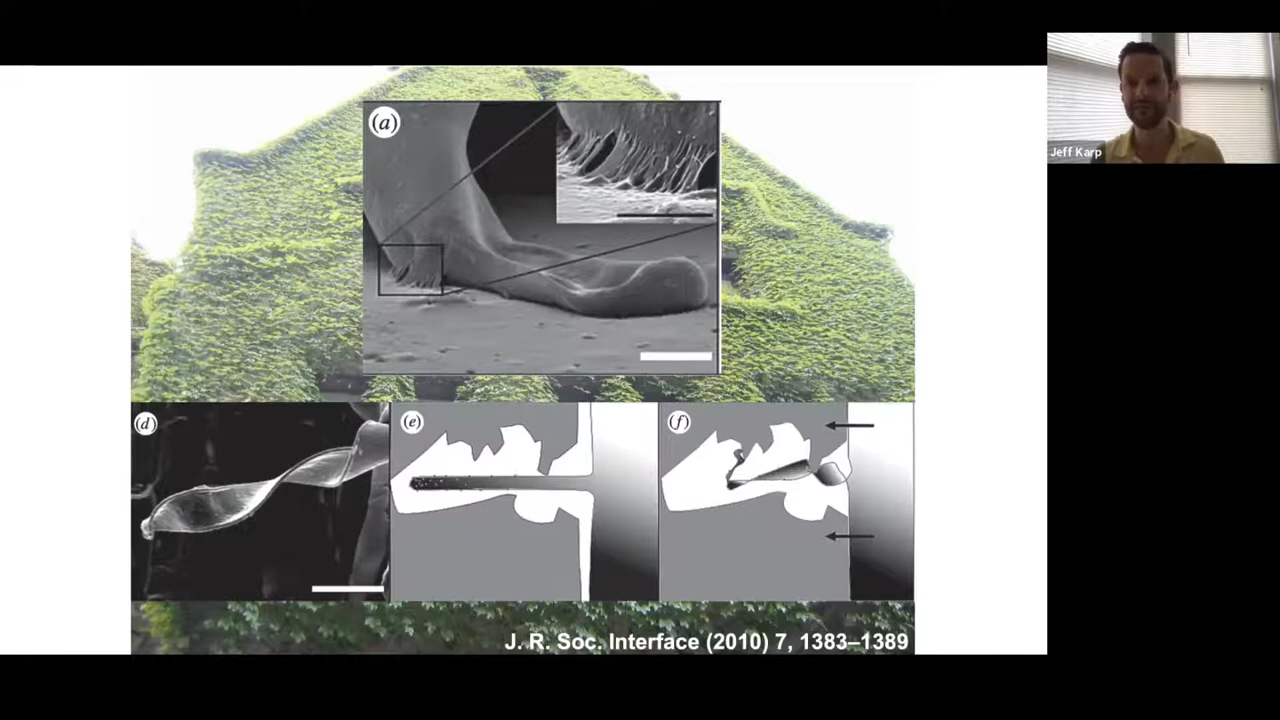 (a)
Jeff Karp
(d)
(e)
(f)
J. R. Soc. Interface (2010) 7, 1383–1389